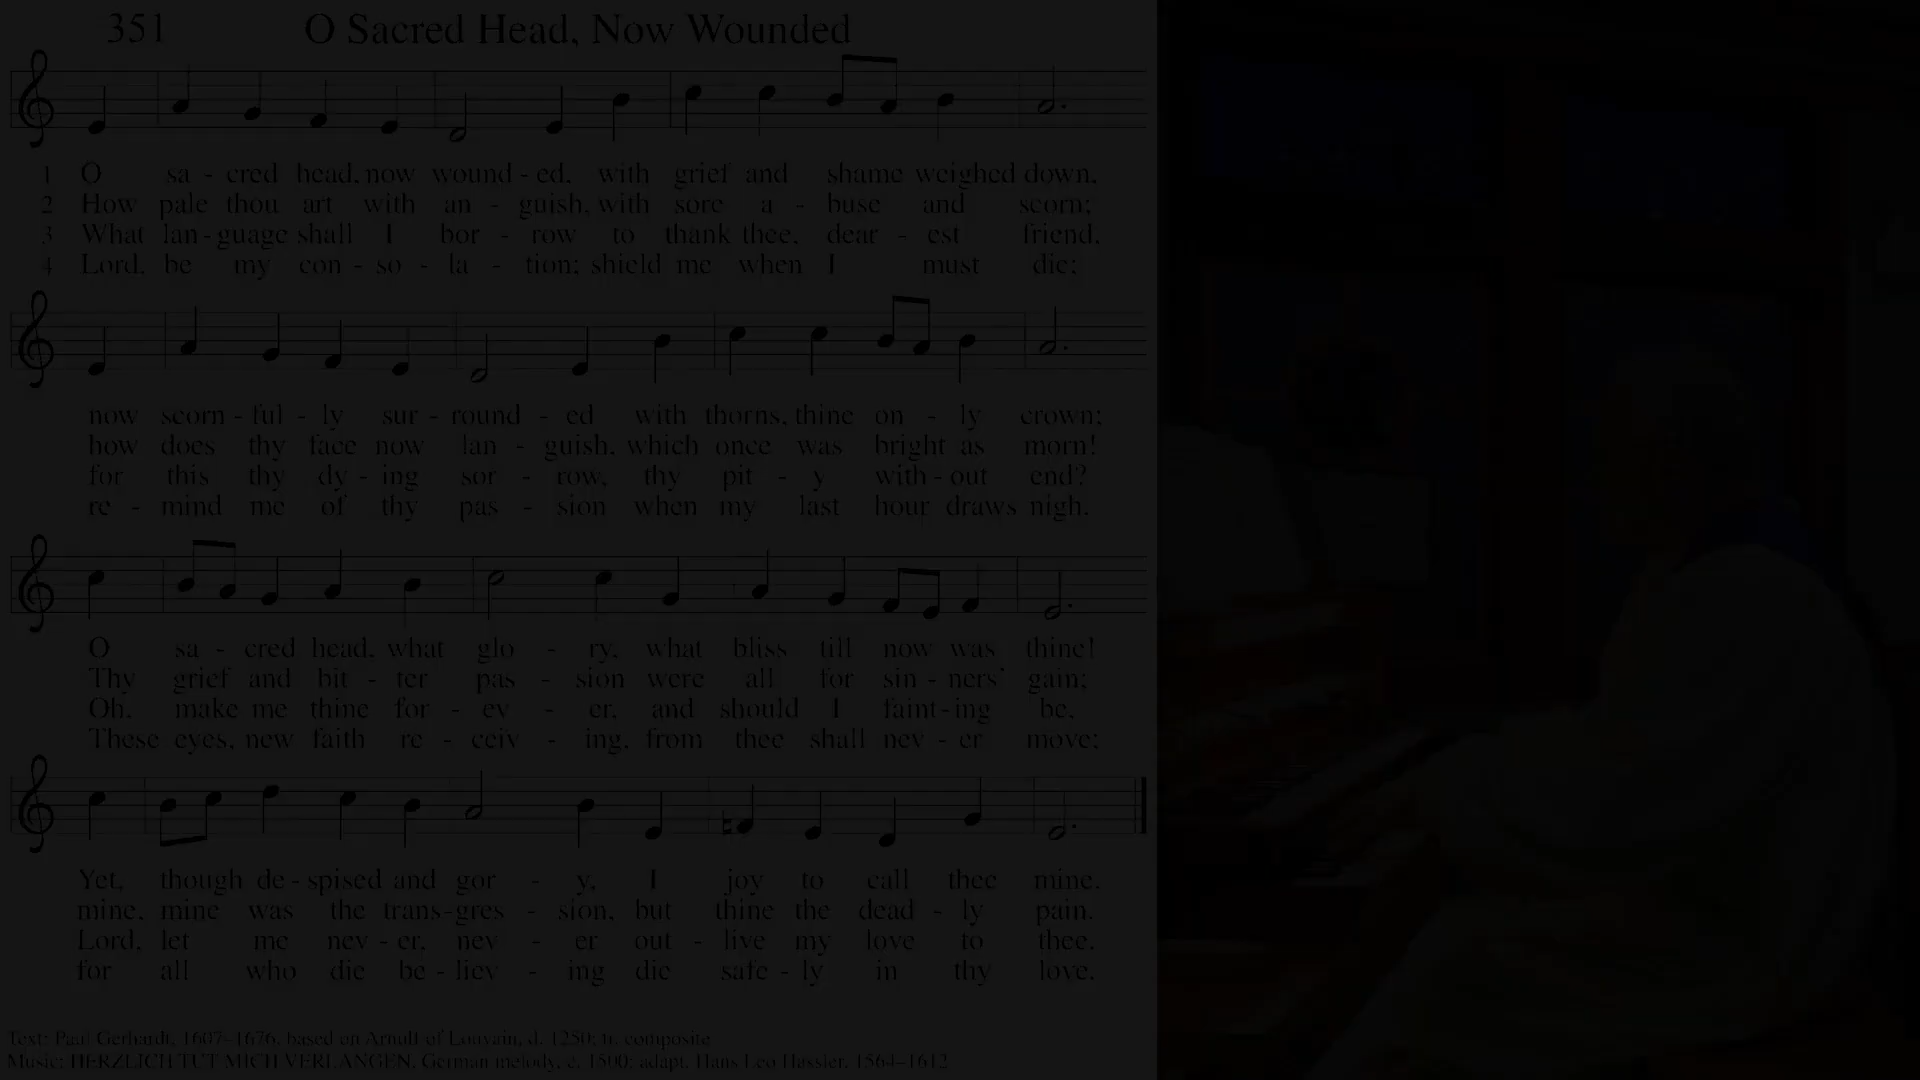 351 O Sacred Head, Now Wounded
1 O sa - cred head, now wound - ed, with grief and shame weighed down,
2 How pale thou art with an - guish, with sore a - buse and scorn;
3 What lan - guage shall I bor - row to thank thee, dear - est friend,
4 Lord, be my con - so - la - tion; shield me when I must die;
now scorn - ful - ly sur - round - ed with thorns, thine on - ly crown;
how does thy face now lan - guish, which once was bright as morn!
for this thy dy - ing sor - row, thy pit - y with - out end?
re - mind me of thy pas - sion when my last hour draws nigh.
O sa - cred head, what glo - ry, what bliss till now was thine!
Thy grief and bit - ter pas - sion were all for sin - ners' gain;
Oh, make me thine for - ev - er, and should I faint - ing be,
These eyes, new faith re - ceiv - ing, from thee shall nev - er move;
Yet, though de - spised and gor - y, I joy to call thee mine.
mine, mine was the trans - gres - sion, but thine the dead - ly pain.
Lord, let me nev - er, nev - er out - live my love to thee.
for all who die be - liev - ing die safe - ly in thy love.
Text: Paul Gerhardt, 1607–1676, based on Arnulf of Louvain, d. 1250; tr. composite
Music: HERZLICH TUT MICH VERLANGEN, German melody, c. 1500; adapt. Hans Leo Hassler, 1564–1612